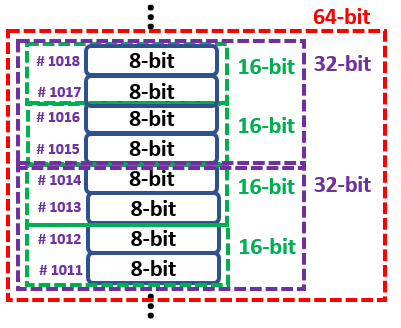 64-bit
# 1018 8-bit 16-bit 32-bit
# 1017 8-bit
# 1016 8-bit 16-bit
# 1015 8-bit
# 1014 8-bit 16-bit 32-bit
# 1013 8-bit
# 1012 8-bit 16-bit
# 1011 8-bit